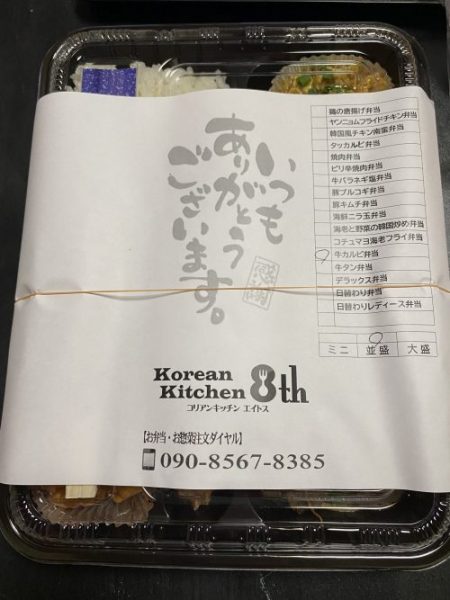 いつも
ありがとう
ございます。
感謝
鶏の唐揚げ弁当
ヤンニョムフライドチキン弁当
韓国風チキン南蛮弁当
タッカルビ弁当
焼肉弁当
ピリ辛焼肉弁当
牛バラネギ塩弁当
豚プルコギ弁当
豚キムチ弁当
海鮮ニラ玉弁当
海老と野菜の韓国炒め弁当
コチュマヨ海老フライ弁当
牛カルビ弁当
牛タン弁当
デラックス弁当
日替わり弁当
日替わりレディース弁当
ミニ 並盛 大盛
Korean
Kitchen 8th
コリアンキッチン エイトス
【お弁当・お惣菜注文ダイヤル】
090-8567-8385